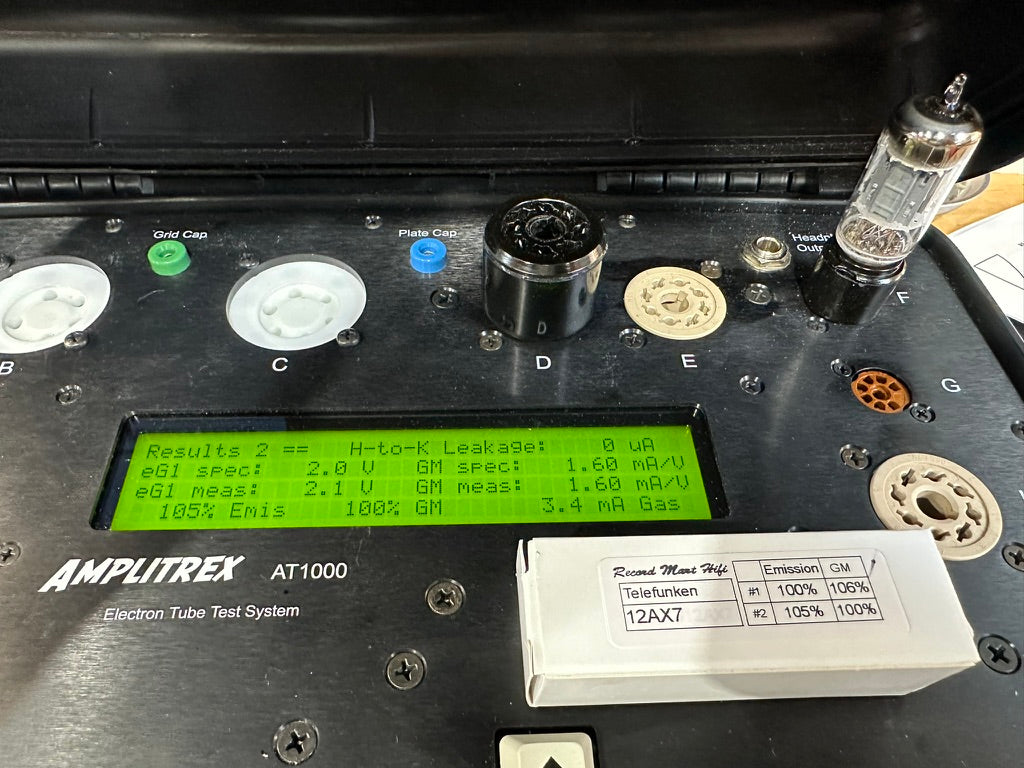 Grid Cap
Plate Cap
B
C
D
D
E
F
G
Results 2 == H-to-K Leakage: 0 uA
eG1 spec: 2.0 V GM spec: 1.60 mA/V
eG1 meas: 2.1 V GM meas: 1.60 mA/V
105% Emis 100% GM 3.4 mA Gas
AMPLITREX AT1000
Electron Tube Test System
Record Mart Hifi Emission GM
Telefunken #1 100% 106%
12AX7 #2 105% 100%